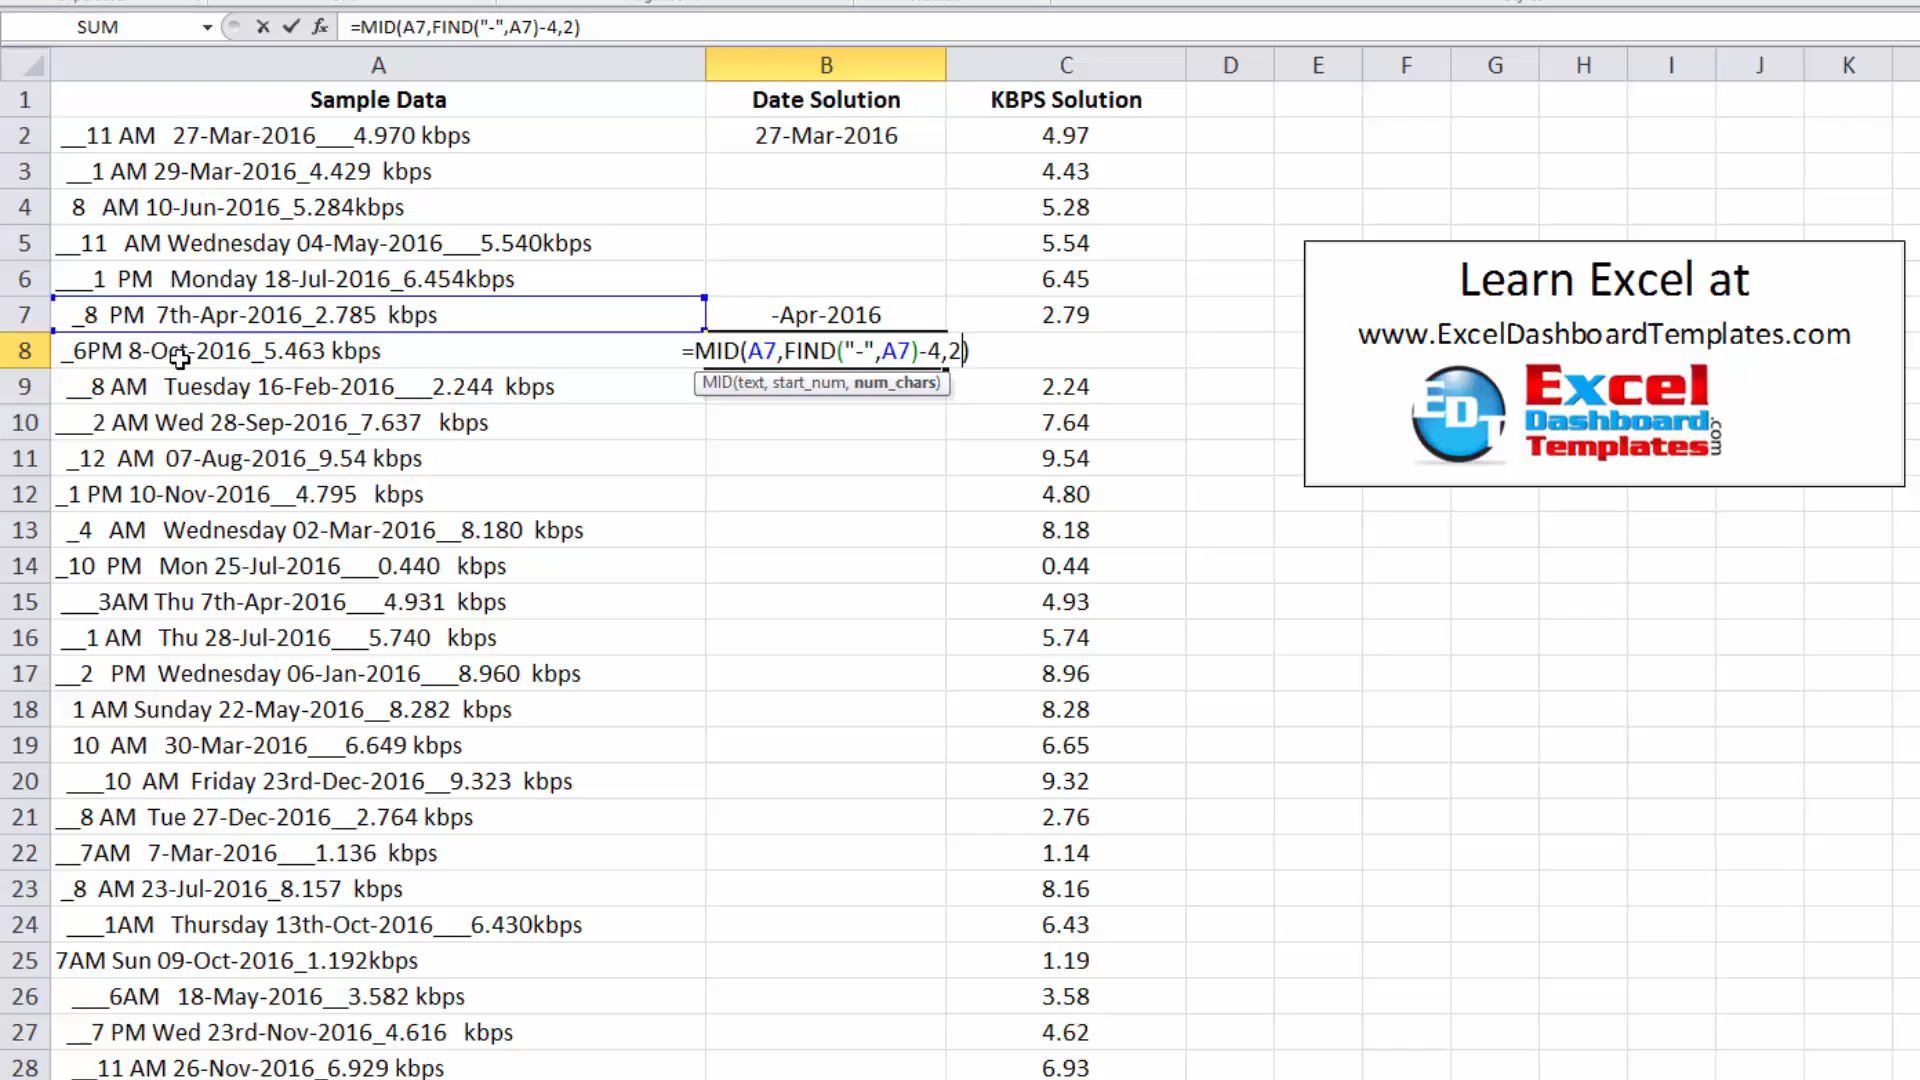 SUM =MID(A7,FIND("-",A7)-4,2)
A B C D E F G H I J K
1 Sample Data Date Solution KBPS Solution
2 __11 AM 27-Mar-2016___4.970 kbps 27-Mar-2016 4.97
3 __1 AM 29-Mar-2016_4.429 kbps 4.43
4 8 AM 10-Jun-2016_5.284kbps 5.28
5 __11 AM Wednesday 04-May-2016___5.540kbps 5.54
6 ___1 PM Monday 18-Jul-2016_6.454kbps 6.45
7 _8 PM 7th-Apr-2016_2.785 kbps -Apr-2016 2.79
8 _6PM 8-Oct-2016_5.463 kbps =MID(A7,FIND("-",A7)-4,2)
MID(text, start_num, num_chars)
9 __8 AM Tuesday 16-Feb-2016___2.244 kbps 2.24
10 ___2 AM Wed 28-Sep-2016_7.637 kbps 7.64
11 _12 AM 07-Aug-2016_9.54 kbps 9.54
12 _1 PM 10-Nov-2016__4.795 kbps 4.80
13 _4 AM Wednesday 02-Mar-2016__8.180 kbps 8.18
14 _10 PM Mon 25-Jul-2016___0.440 kbps 0.44
15 ___3AM Thu 7th-Apr-2016___4.931 kbps 4.93
16 __1 AM Thu 28-Jul-2016___5.740 kbps 5.74
17 __2 PM Wednesday 06-Jan-2016___8.960 kbps 8.96
18 1 AM Sunday 22-May-2016__8.282 kbps 8.28
19 10 AM 30-Mar-2016___6.649 kbps 6.65
20 ___10 AM Friday 23rd-Dec-2016__9.323 kbps 9.32
21 __8 AM Tue 27-Dec-2016__2.764 kbps 2.76
22 __7AM 7-Mar-2016___1.136 kbps 1.14
23 _8 AM 23-Jul-2016_8.157 kbps 8.16
24 ___1AM Thursday 13th-Oct-2016___6.430kbps 6.43
25 7AM Sun 09-Oct-2016_1.192kbps 1.19
26 ___6AM 18-May-2016__3.582 kbps 3.58
27 __7 PM Wed 23rd-Nov-2016_4.616 kbps 4.62
28 __11 AM 26-Nov-2016_6.929 kbps 6.93
Learn Excel at
www.ExcelDashboardTemplates.com
EDT
Excel
Dashboard
Templates.com